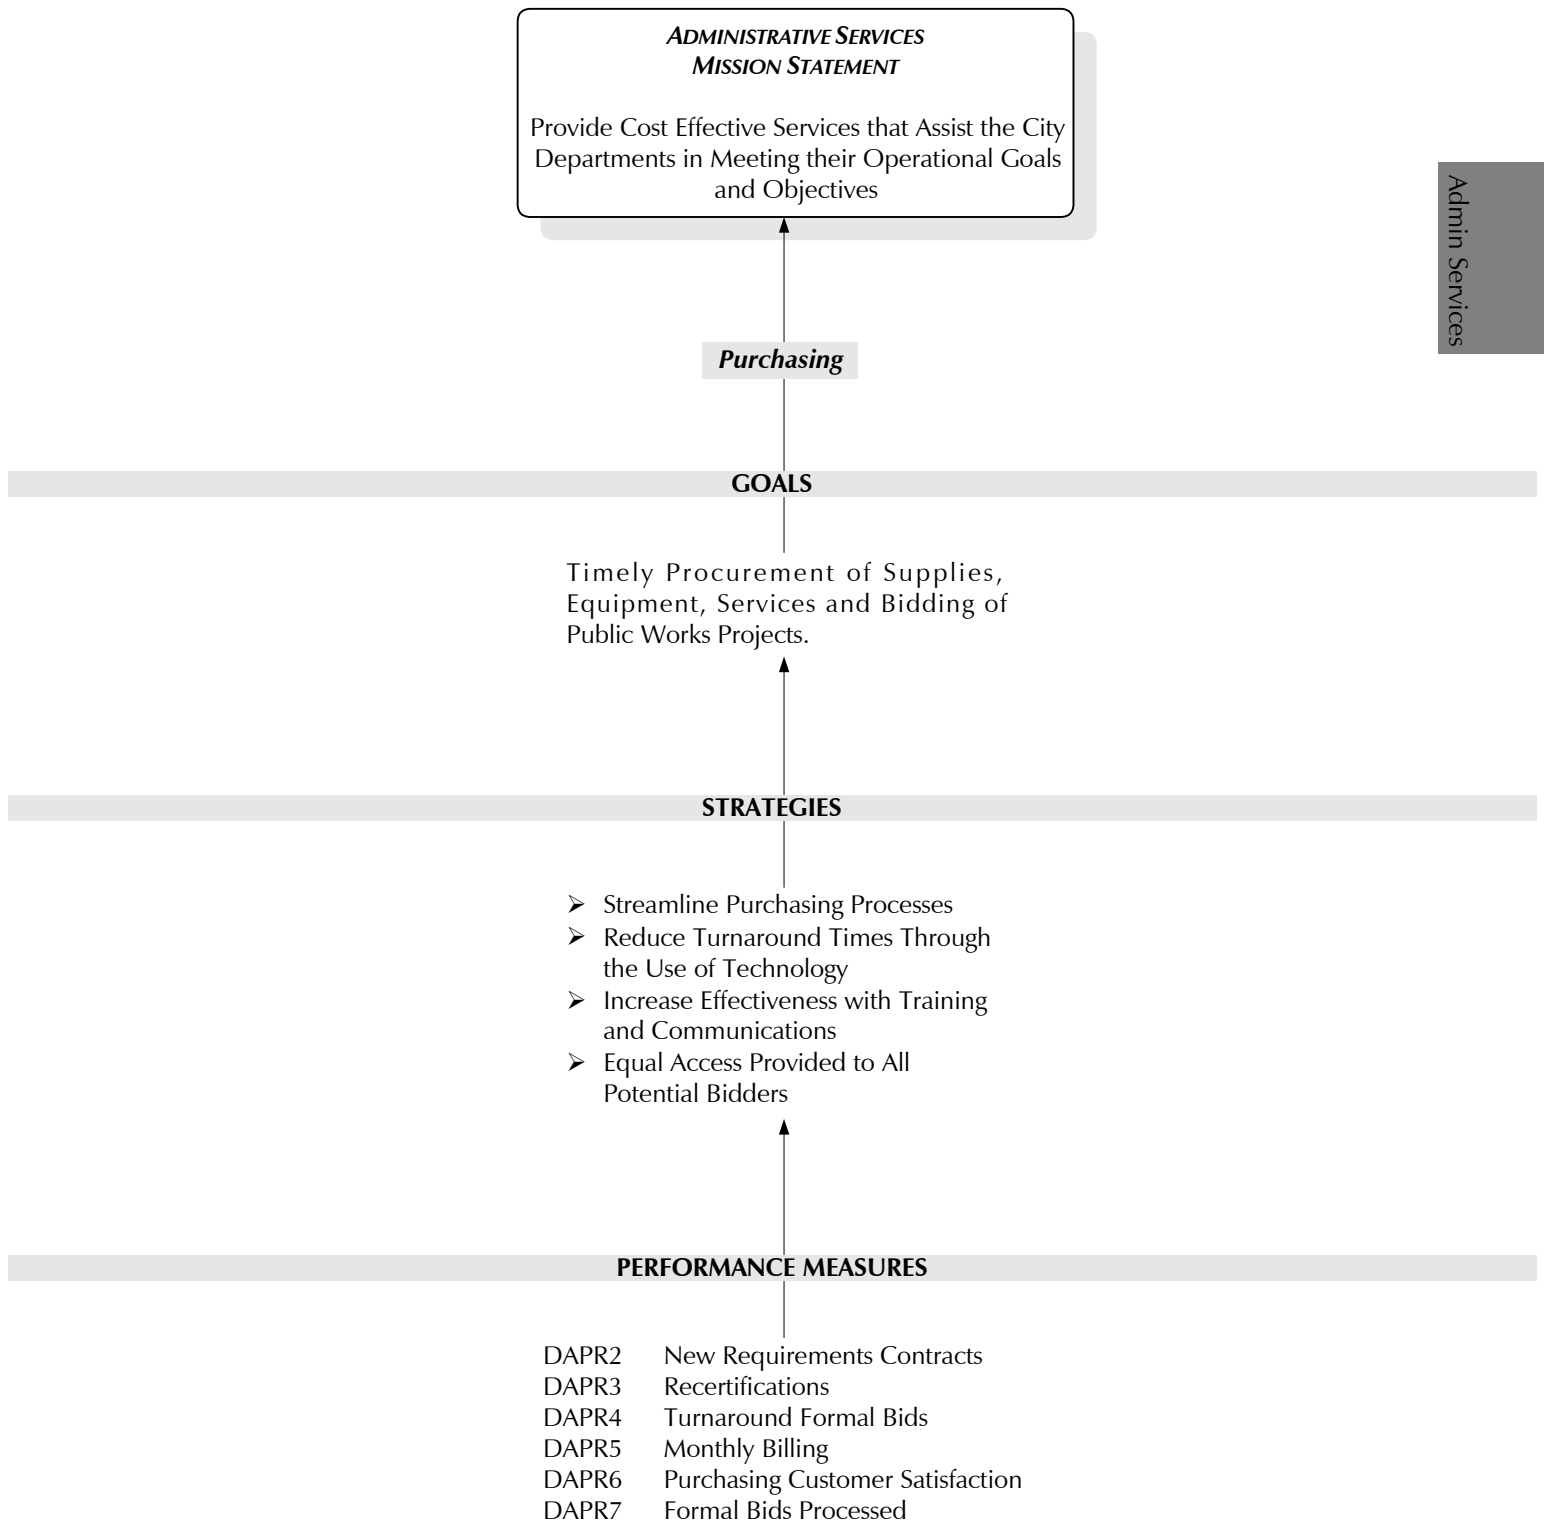 ADMINISTRATIVE SERVICES
MISSION STATEMENT
Provide Cost Effective Services that Assist the City
Departments in Meeting their Operational Goals
and Objectives
Admin Services
Purchasing
GOALS
Timely Procurement of Supplies,
Equipment, Services and Bidding of
Public Works Projects.
STRATEGIES
➢ Streamline Purchasing Processes
➢ Reduce Turnaround Times Through
the Use of Technology
➢ Increase Effectiveness with Training
and Communications
➢ Equal Access Provided to All
Potential Bidders
PERFORMANCE MEASURES
DAPR2 New Requirements Contracts
DAPR3 Recertifications
DAPR4 Turnaround Formal Bids
DAPR5 Monthly Billing
DAPR6 Purchasing Customer Satisfaction
DAPR7 Formal Bids Processed